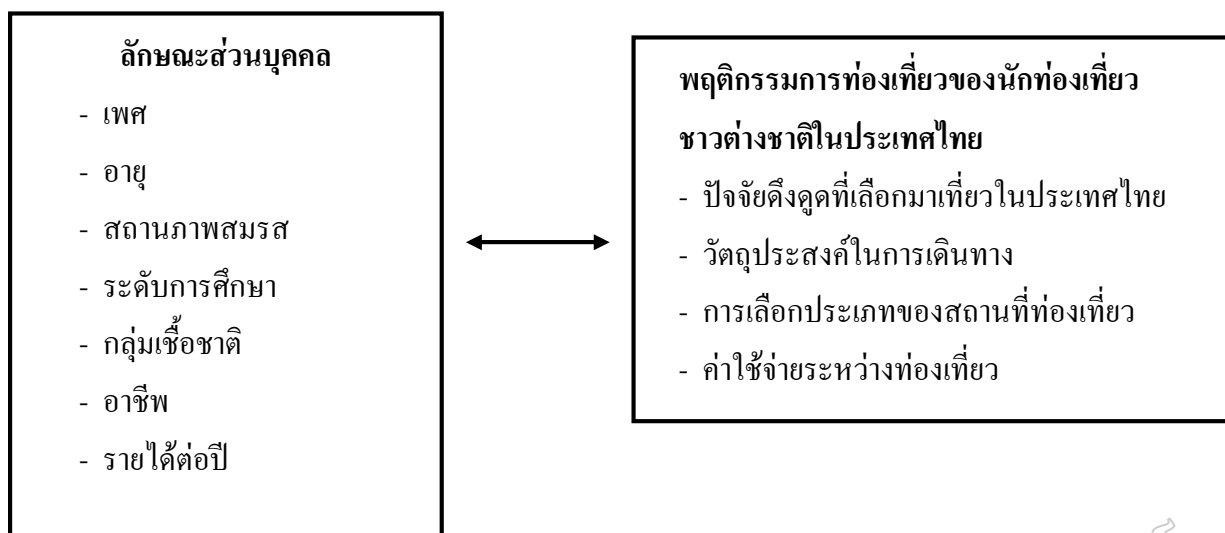 ลักษณะส่วนบุคคล
- เพศ
- อายุ
- สถานภาพสมรส
- ระดับการศึกษา
- กลุ่มเชื้อชาติ
- อาชีพ
- รายได้ต่อปี
พฤติกรรมการท่องเที่ยวของนักท่องเที่ยว
ชาวต่างชาติในประเทศไทย
- ปัจจัยดึงดูดที่เลือกมาเที่ยวในประเทศไทย
- วัตถุประสงค์ในการเดินทาง
- การเลือกประเภทของสถานที่ท่องเที่ยว
- ค่าใช้จ่ายระหว่างท่องเที่ยว